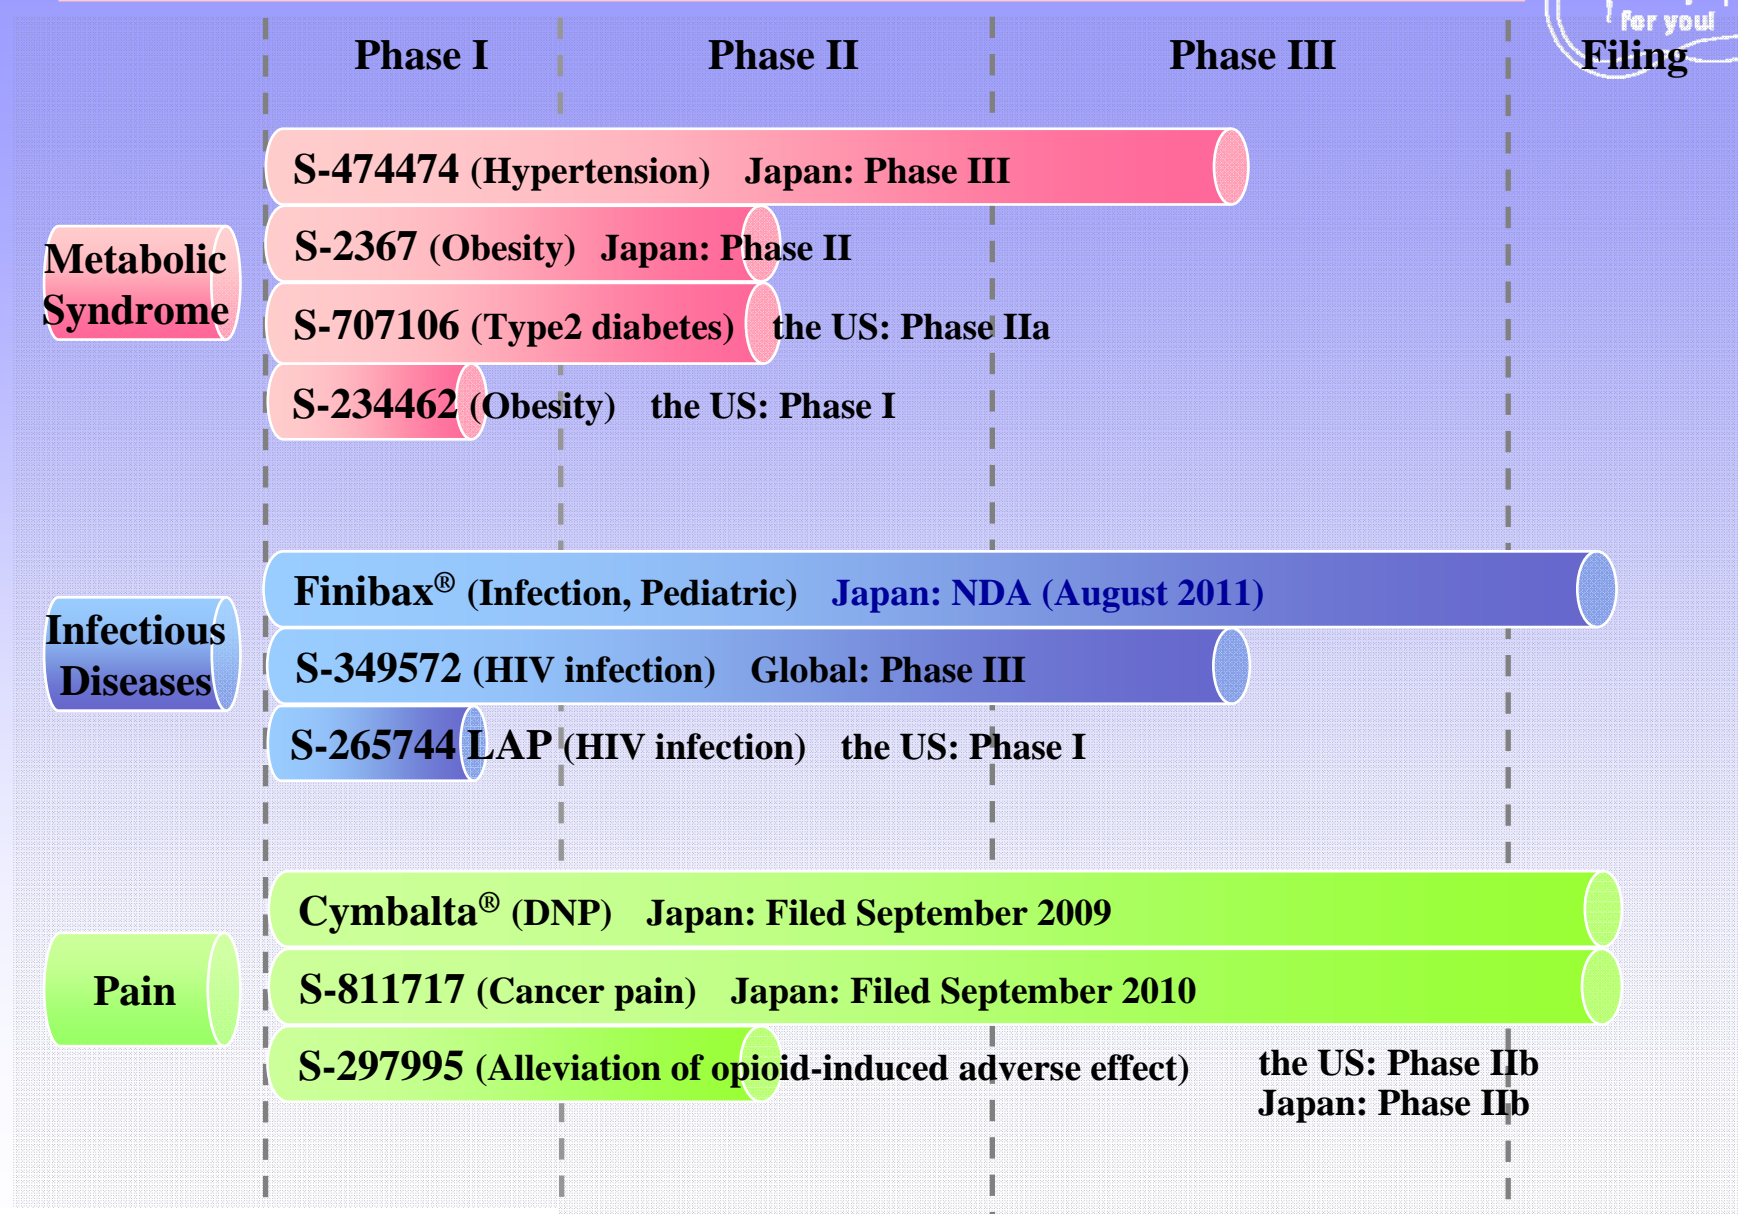 for you!
Phase I Phase II Phase III Filing
S-474474 (Hypertension) Japan: Phase III
S-2367 (Obesity) Japan: Phase II
Metabolic
Syndrome
S-707106 (Type2 diabetes) the US: Phase IIa
S-234462 (Obesity) the US: Phase I
Finibax® (Infection, Pediatric) Japan: NDA (August 2011)
Infectious
Diseases
S-349572 (HIV infection) Global: Phase III
S-265744 LAP (HIV infection) the US: Phase I
Cymbalta® (DNP) Japan: Filed September 2009
Pain
S-811717 (Cancer pain) Japan: Filed September 2010
S-297995 (Alleviation of opioid-induced adverse effect) the US: Phase IIb
Japan: Phase IIb